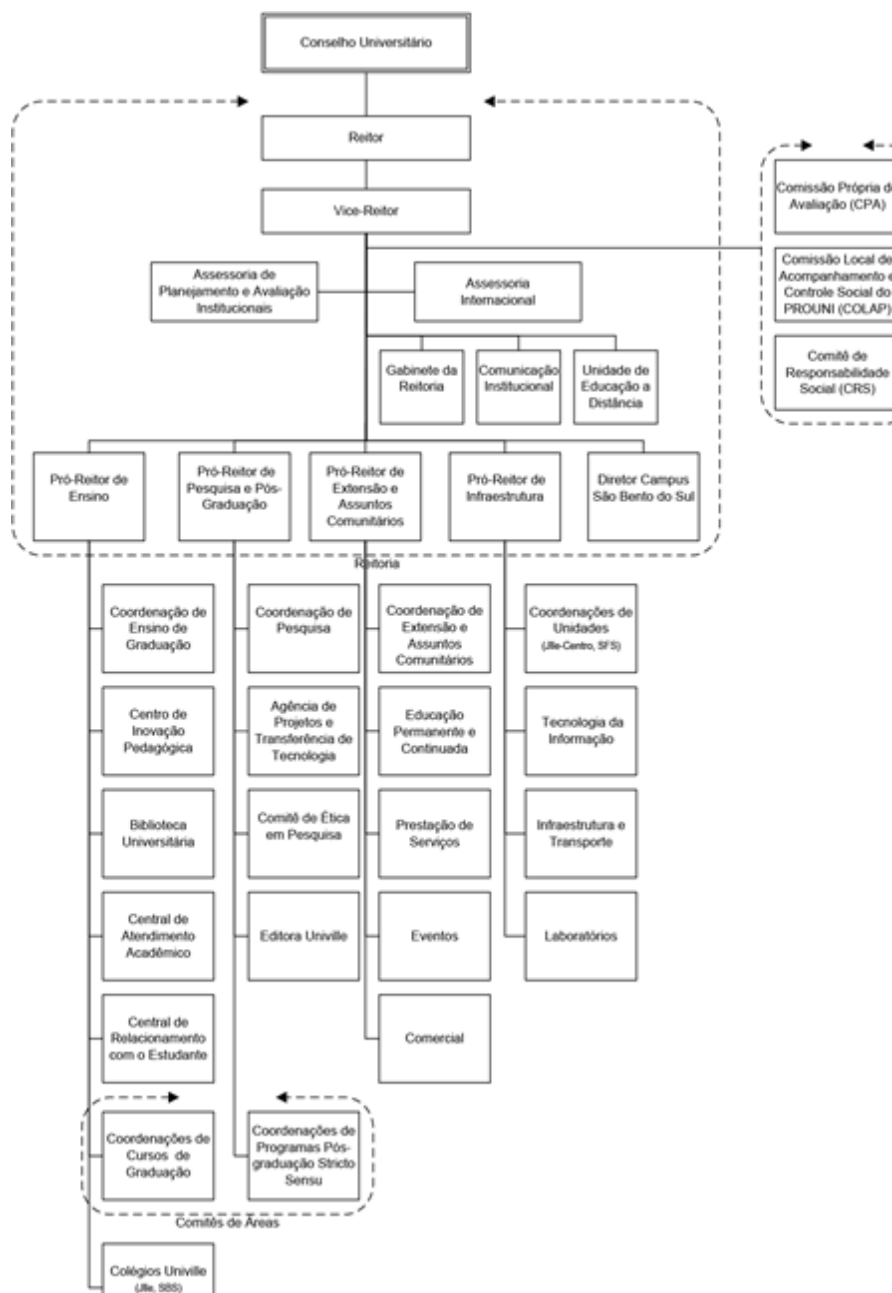 Conselho Universitário
Reitor
Vice-Reitor
Assessoria de
Planejamento e Avaliação
Institucionais
Assessoria
Internacional
Comissão Própria de
Avaliação (CPA)
Comissão Local de
Acompanhamento e
Controle Social do
PROUNI (COLAP)
Comitê de
Responsabilidade
Social (CRS)
Gabinete da
Reitoria
Comunicação
Institucional
Unidade de
Educação a
Distância
Pró-Reitor de
Ensino
Pró-Reitor de
Pesquisa e Pós-
Graduação
Pró-Reitor de
Extensão e
Assuntos
Comunitários
Pró-Reitor de
Infraestrutura
Diretor Campus
São Bento do Sul
Reitoria
Coordenação de
Ensino de
Graduação
Coordenação de
Pesquisa
Coordenação de
Extensão e
Assuntos
Comunitários
Coordenações de
Unidades
(Jlle-Centro, SFS)
Centro de
Inovação
Pedagógica
Agência de
Projetos e
Transferência de
Tecnologia
Educação
Permanente e
Continuada
Tecnologia da
Informação
Biblioteca
Universitária
Comitê de Ética
em Pesquisa
Prestação de
Serviços
Infraestrutura e
Transporte
Central de
Atendimento
Acadêmico
Editora Univille
Eventos
Laboratórios
Central de
Relacionamento
com o Estudante
Comercial
Coordenações de
Cursos de
Graduação
Coordenações de
Programas Pós-
graduação Stricto
Sensu
Comitês de Áreas
Colégios Univille
(Jlle, SBS)